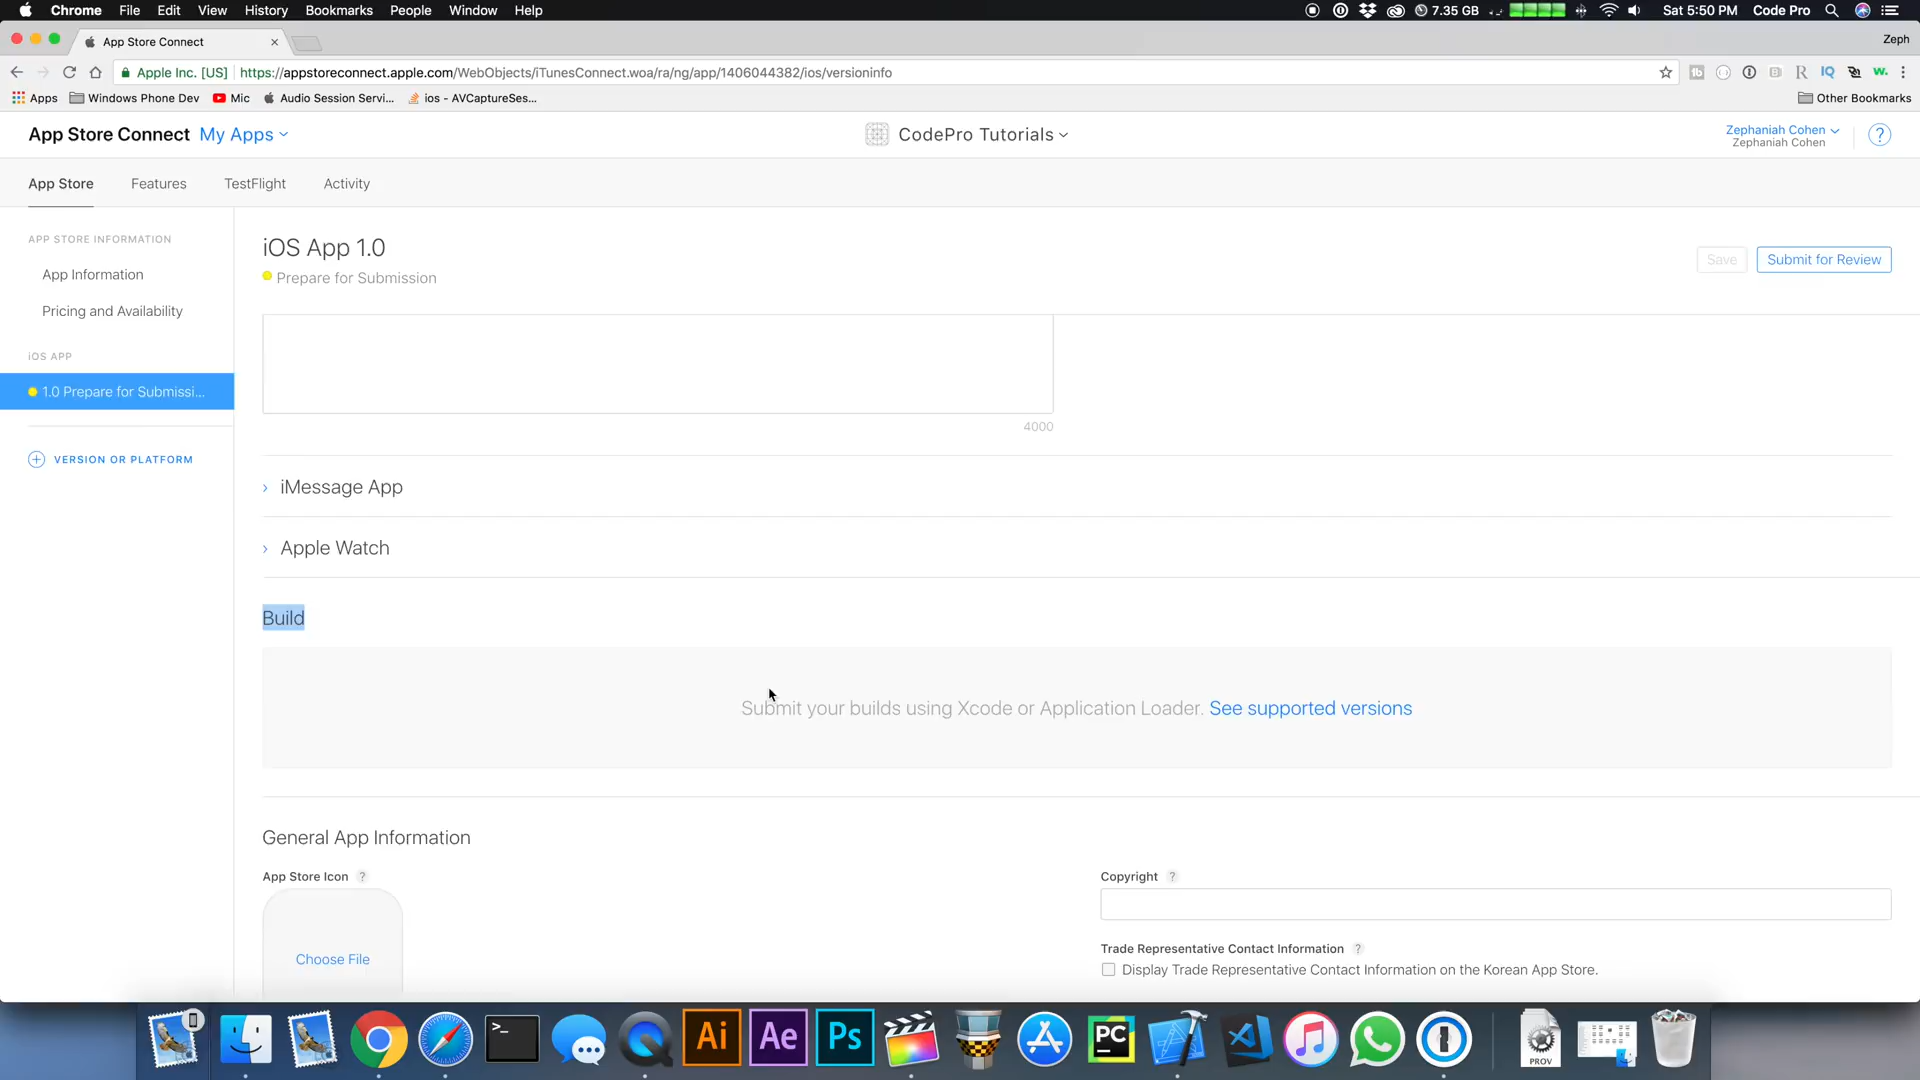 Chrome File Edit View History Bookmarks People Window Help
7.35 GB Sat 5:50 PM Code Pro
App Store Connect
Zeph
Apple Inc. [US] https://appstoreconnect.apple.com/WebObjects/iTunesConnect.woa/ra/ng/app/1406044382/ios/versioninfo
Apps Windows Phone Dev Mic Audio Session Servi... ios - AVCaptureSes... Other Bookmarks
App Store Connect My Apps CodePro Tutorials Zephaniah Cohen ?
Zephaniah Cohen
App Store Features TestFlight Activity
APP STORE INFORMATION
App Information
Pricing and Availability
iOS APP
1.0 Prepare for Submissi...
VERSION OR PLATFORM
iOS App 1.0
Prepare for Submission
Save Submit for Review
4000
iMessage App
Apple Watch
Build
Submit your builds using Xcode or Application Loader. See supported versions
General App Information
App Store Icon ?
Choose File
Copyright ?
Trade Representative Contact Information ?
Display Trade Representative Contact Information on the Korean App Store.
>_ Ai Ae Ps PC PROV